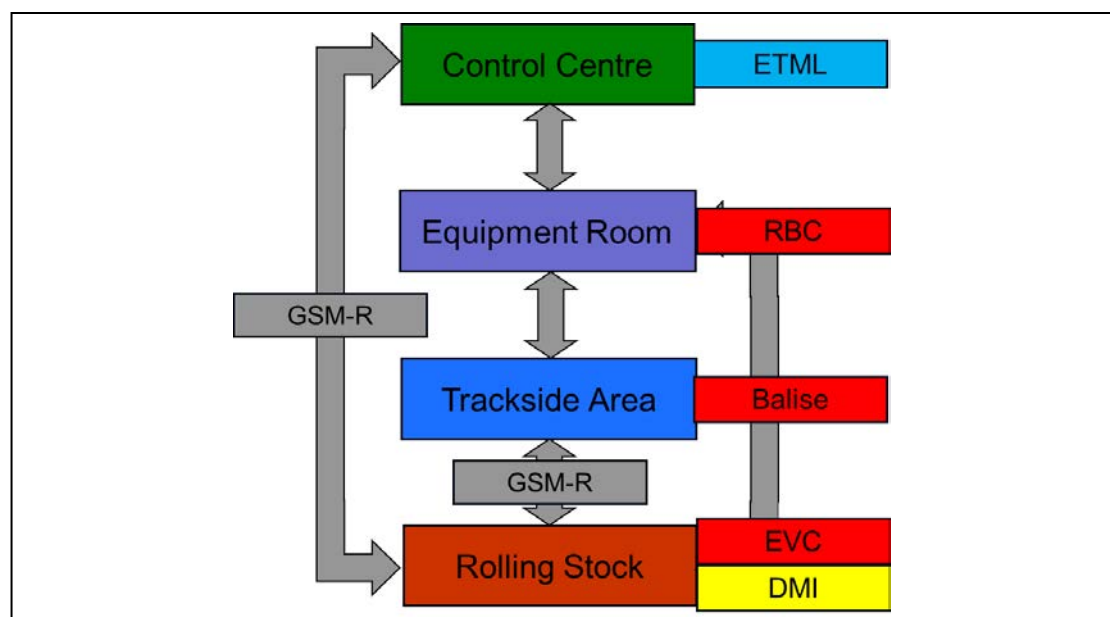 Control Centre
ETML
Equipment Room
RBC
GSM-R
Trackside Area
Balise
GSM-R
Rolling Stock
EVC
DMI